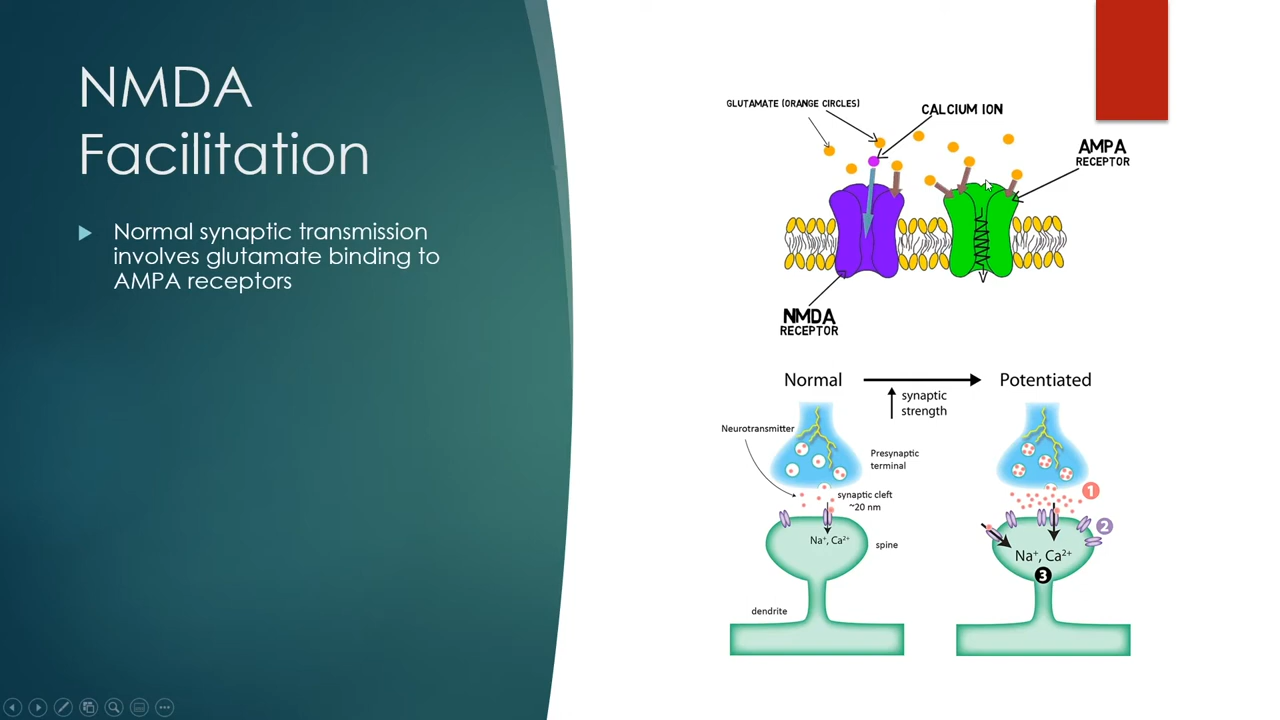 NMDA
Facilitation
Normal synaptic transmission
involves glutamate binding to
AMPA receptors
GLUTAMATE (ORANGE CIRCLES)
CALCIUM ION
AMPA
RECEPTOR
NMDA
RECEPTOR
Normal
Potentiated
synaptic
strength
Neurotransmitter
Presynaptic
terminal
synaptic cleft
~20 nm
Na⁺, Ca²⁺
spine
dendrite
1
2
Na⁺, Ca²⁺
3